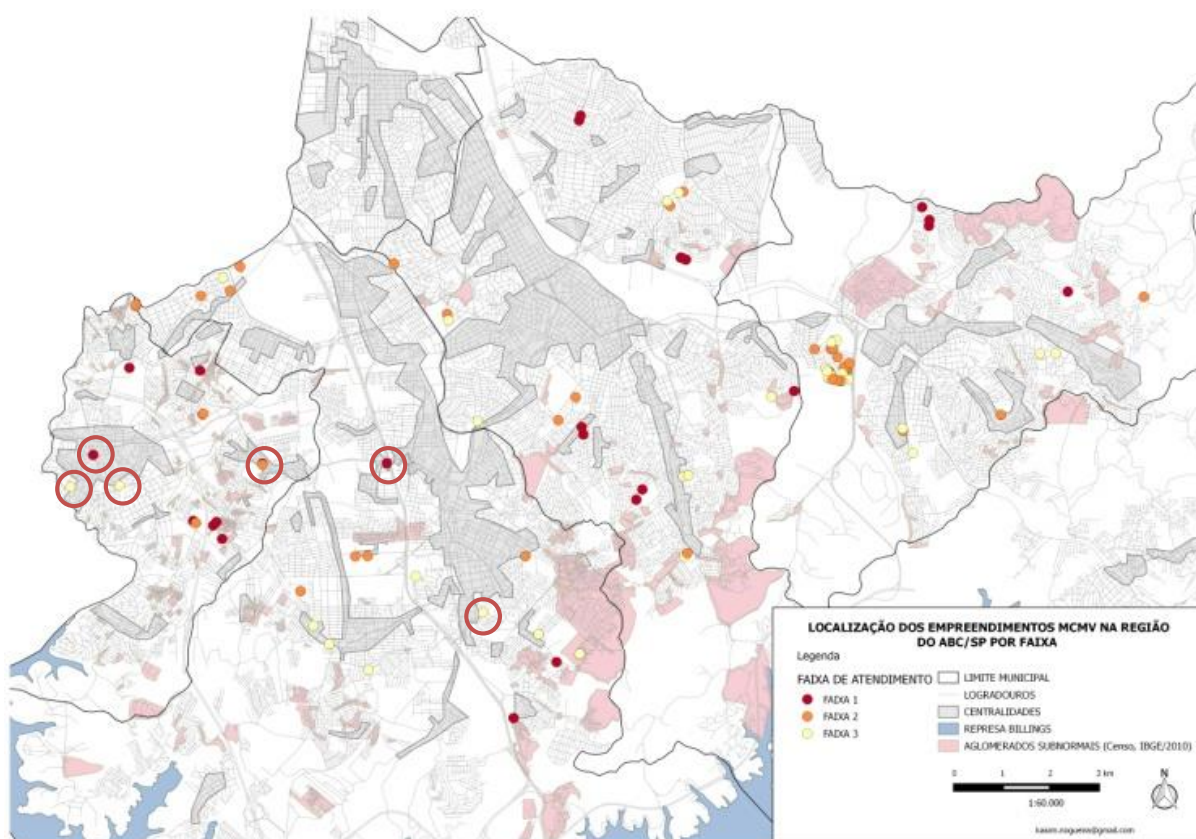 LOCALIZAÇÃO DOS EMPREENDIMENTOS MCMV NA REGIÃO
DO ABC/SP POR FAIXA
Legenda
FAIXA DE ATENDIMENTO
FAIXA 1
FAIXA 2
FAIXA 3
LIMITE MUNICIPAL
LOGRADOUROS
CENTRALIDADES
REPRESA BILLINGS
AGLOMERADOS SUBNORMAIS (Censo, IBGE/2010)
0 1 2 3 km
1:60.000
N